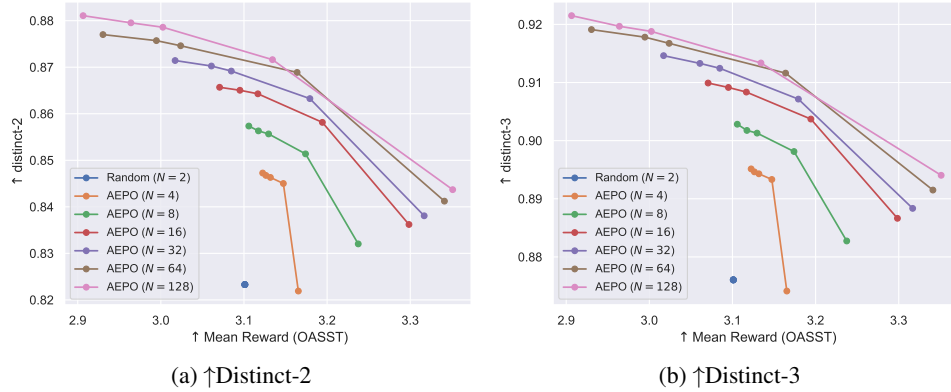 ↑ distinct-2
0.88
0.87
0.86
0.85
0.84
0.83
0.82
Random (N = 2)
AEPO (N = 4)
AEPO (N = 8)
AEPO (N = 16)
AEPO (N = 32)
AEPO (N = 64)
AEPO (N = 128)
2.9 3.0 3.1 3.2 3.3
↑ Mean Reward (OASST)
(a) ↑Distinct-2
↑ distinct-3
0.92
0.91
0.90
0.89
0.88
Random (N = 2)
AEPO (N = 4)
AEPO (N = 8)
AEPO (N = 16)
AEPO (N = 32)
AEPO (N = 64)
AEPO (N = 128)
2.9 3.0 3.1 3.2 3.3
↑ Mean Reward (OASST)
(b) ↑Distinct-3